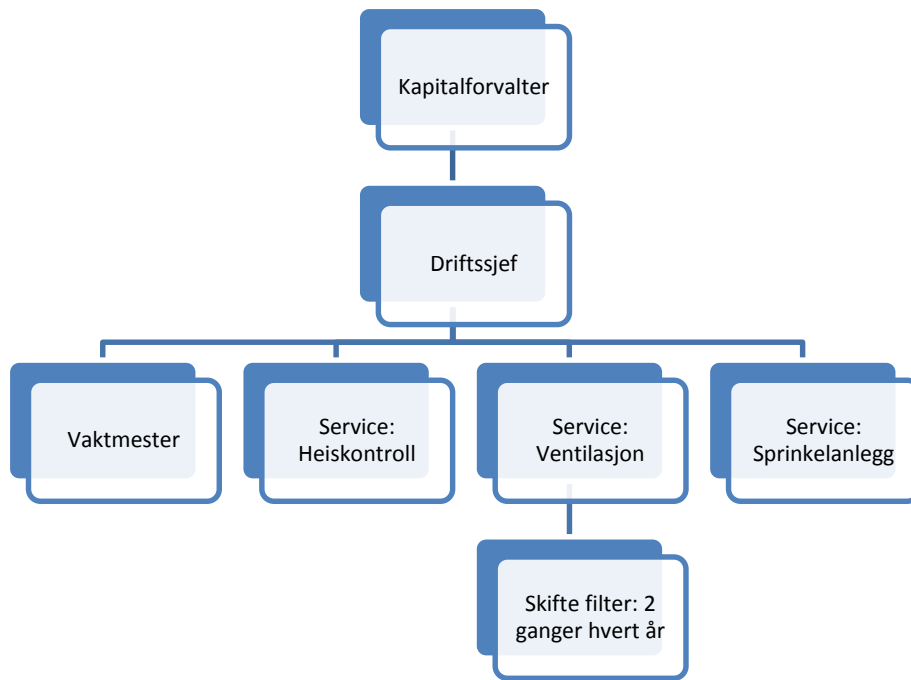 Kapitalforvalter
Driftssjef
Vaktmester
Service:
Heiskontroll
Service:
Ventilasjon
Service:
Sprinkelanlegg
Skifte filter: 2
ganger hvert år